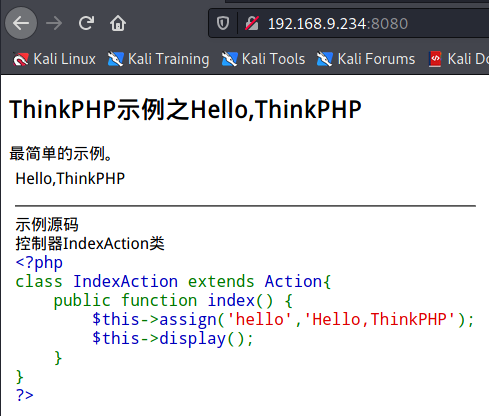 192.168.9.234:8080
Kali Linux Kali Training Kali Tools Kali Forums Kali Do
ThinkPHP示例之Hello,ThinkPHP
最简单的示例。
Hello,ThinkPHP
示例源码
控制器IndexAction类
<?php
class IndexAction extends Action{
    public function index() {
        $this->assign('hello','Hello,ThinkPHP');
        $this->display();
    }
}
?>